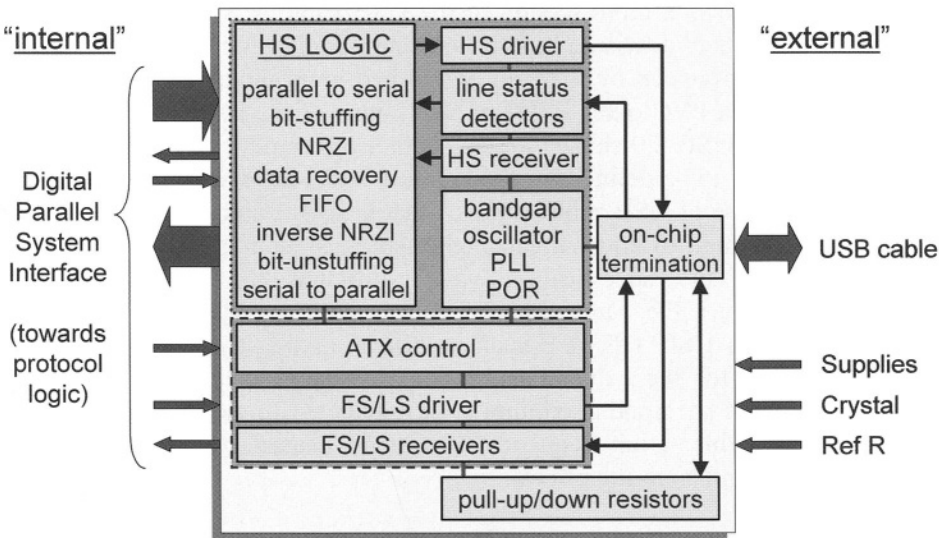 “internal”
Digital
Parallel
System
Interface
(towards
protocol
logic)
HS LOGIC
parallel to serial
bit-stuffing
NRZI
data recovery
FIFO
inverse NRZI
bit-unstuffing
serial to parallel
HS driver
line status
detectors
HS receiver
bandgap
oscillator
PLL
POR
on-chip
termination
ATX control
FS/LS driver
FS/LS receivers
pull-up/down resistors
“external”
USB cable
Supplies
Crystal
Ref R